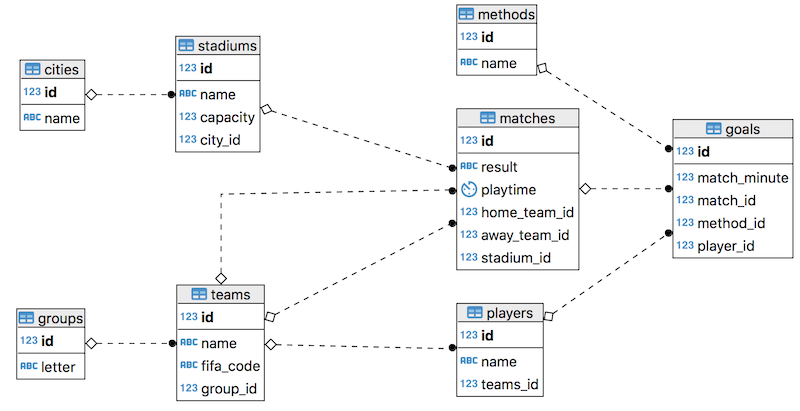 cities
123 id
ABC name
stadiums
123 id
ABC name
123 capacity
123 city_id
methods
123 id
ABC name
matches
123 id
ABC result
playtime
123 home_team_id
123 away_team_id
123 stadium_id
goals
123 id
123 match_minute
123 match_id
123 method_id
123 player_id
groups
123 id
ABC letter
teams
123 id
ABC name
ABC fifa_code
123 group_id
players
123 id
ABC name
123 teams_id